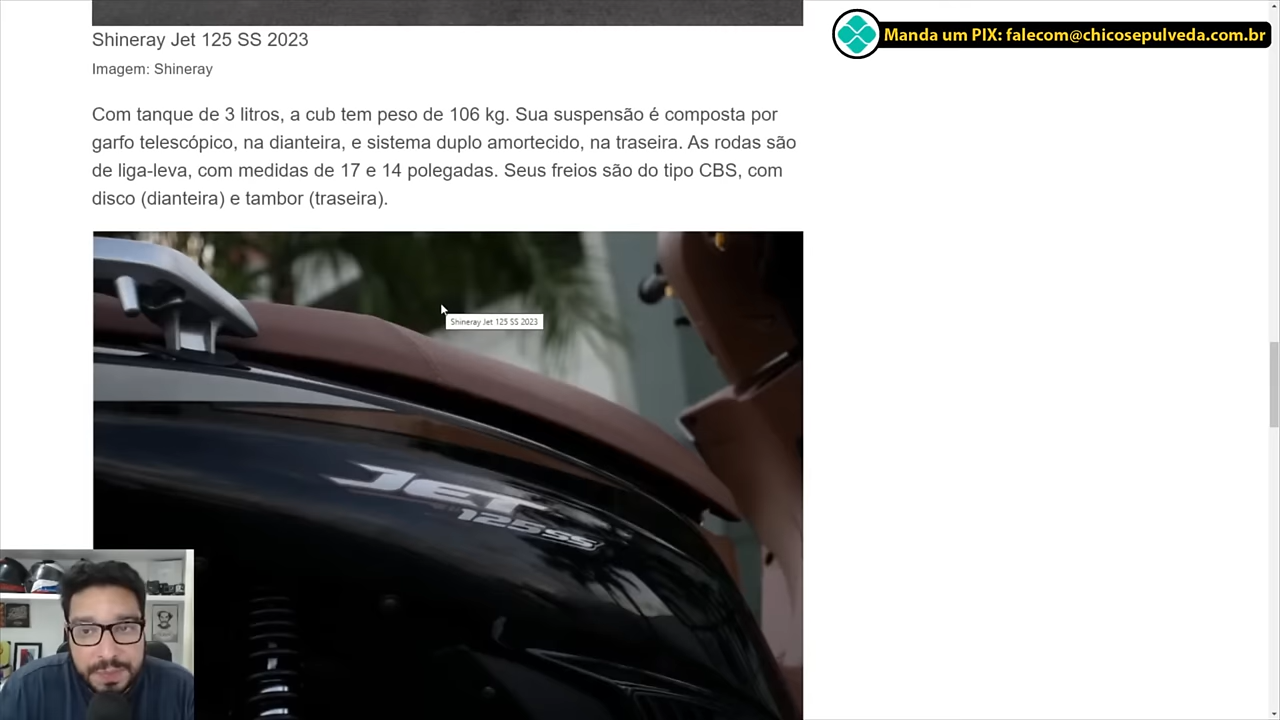 Manda um PIX: falecom@chicosepulveda.com.br
Shineray Jet 125 SS 2023
Imagem: Shineray
Com tanque de 3 litros, a cub tem peso de 106 kg. Sua suspensão é composta por
garfo telescópico, na dianteira, e sistema duplo amortecido, na traseira. As rodas são
de liga-leva, com medidas de 17 e 14 polegadas. Seus freios são do tipo CBS, com
disco (dianteira) e tambor (traseira).
Shineray Jet 125 SS 2023
JET
125SS